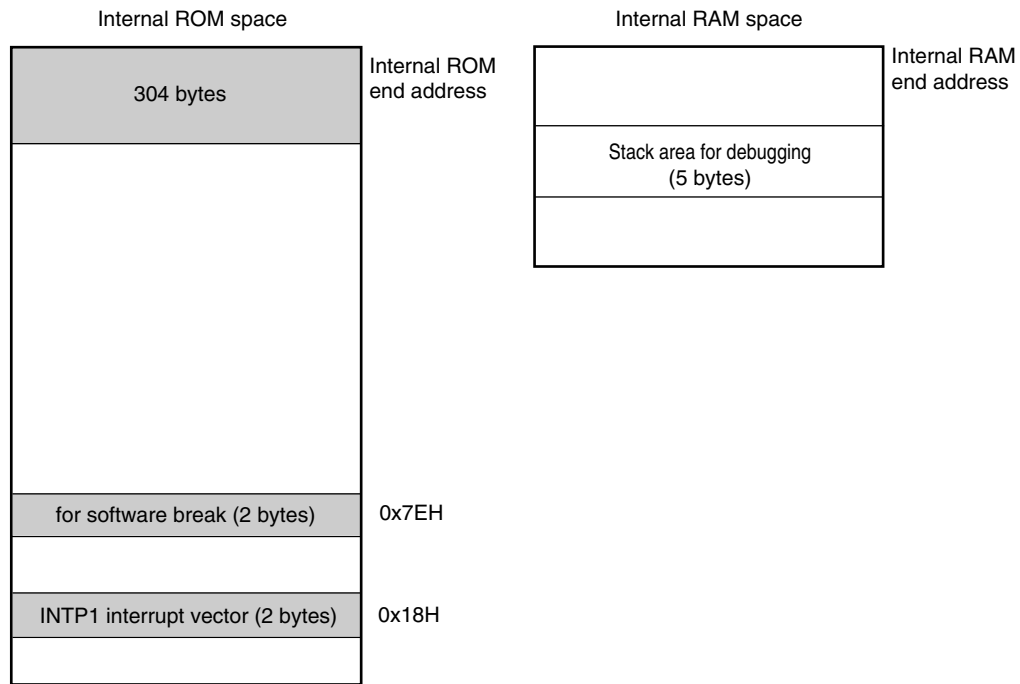 Internal ROM space
304 bytes
Internal ROM
end address
for software break (2 bytes)
0x7EH
INTP1 interrupt vector (2 bytes)
0x18H
Internal RAM space
Internal RAM
end address
Stack area for debugging
(5 bytes)